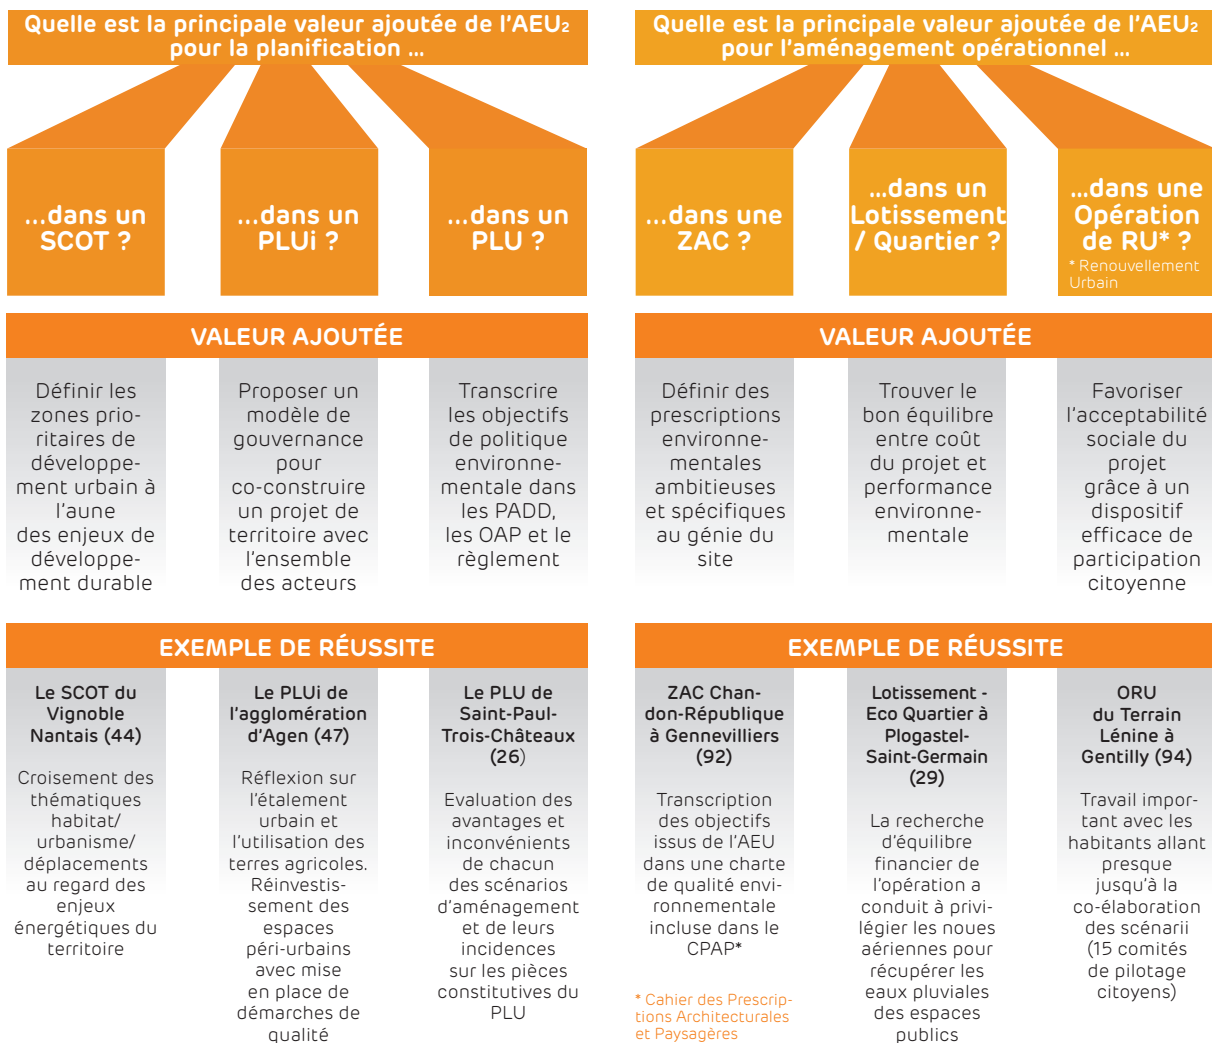 Quelle est la principale valeur ajoutée de l'AEU2
pour la planification ...
...dans un
SCOT ?
...dans un
PLUi ?
...dans un
PLU ?
VALEUR AJOUTÉE
Définir les
zones prio-
ritaires de
développe-
ment urbain à
l'aune
des enjeux de
développe-
ment durable
Proposer un
modèle de
gouvernance
pour
co-construire
un projet de
territoire avec
l'ensemble
des acteurs
Transcrire
les objectifs
de politique
environne-
mentale dans
les PADD,
les OAP et le
règlement
EXEMPLE DE RÉUSSITE
Le SCOT du
Vignoble
Nantais (44)
Croisement des
thématiques
habitat/
urbanisme/
déplacements
au regard des
enjeux
énergétiques du
territoire
Le PLUi de
l'agglomération
d'Agen (47)
Réflexion sur
l'étalement
urbain et
l'utilisation des
terres agricoles.
Réinvestis-
sement des
espaces
péri-urbains
avec mise
en place de
démarches de
qualité
Le PLU de
Saint-Paul-
Trois-Châteaux
(26)
Evaluation des
avantages et
inconvénients
de chacun
des scénarios
d'aménagement
et de leurs
incidences
sur les pièces
constitutives du
PLU
Quelle est la principale valeur ajoutée de l'AEU2
pour l'aménagement opérationnel ...
...dans une
ZAC ?
...dans un
Lotissement
/ Quartier ?
...dans une
Opération
de RU* ?
* Renouvellement
Urbain
VALEUR AJOUTÉE
Définir des
prescriptions
environne-
mentales
ambitieuses
et spécifiques
au génie du
site
Trouver le
bon équilibre
entre coût
du projet et
performance
environne-
mentale
Favoriser
l'acceptabilité
sociale du
projet
grâce à un
dispositif
efficace de
participation
citoyenne
EXEMPLE DE RÉUSSITE
ZAC Chan-
don-République
à Gennevilliers
(92)
Transcription
des objectifs
issus de l'AEU
dans une charte
de qualité envi-
ronnementale
incluse dans le
CPAP*
* Cahier des Prescrip-
tions Architecturales
et Paysagères
Lotissement -
Eco Quartier à
Plogastel-
Saint-Germain
(29)
La recherche
d'équilibre
financier de
l'opération a
conduit à privi-
légier les noues
aériennes pour
récupérer les
eaux pluviales
des espaces
publics
ORU
du Terrain
Lénine à
Gentilly (94)
Travail impor-
tant avec les
habitants allant
presque
jusqu'à la
co-élaboration
des scénarii
(15 comités
de pilotage
citoyens)